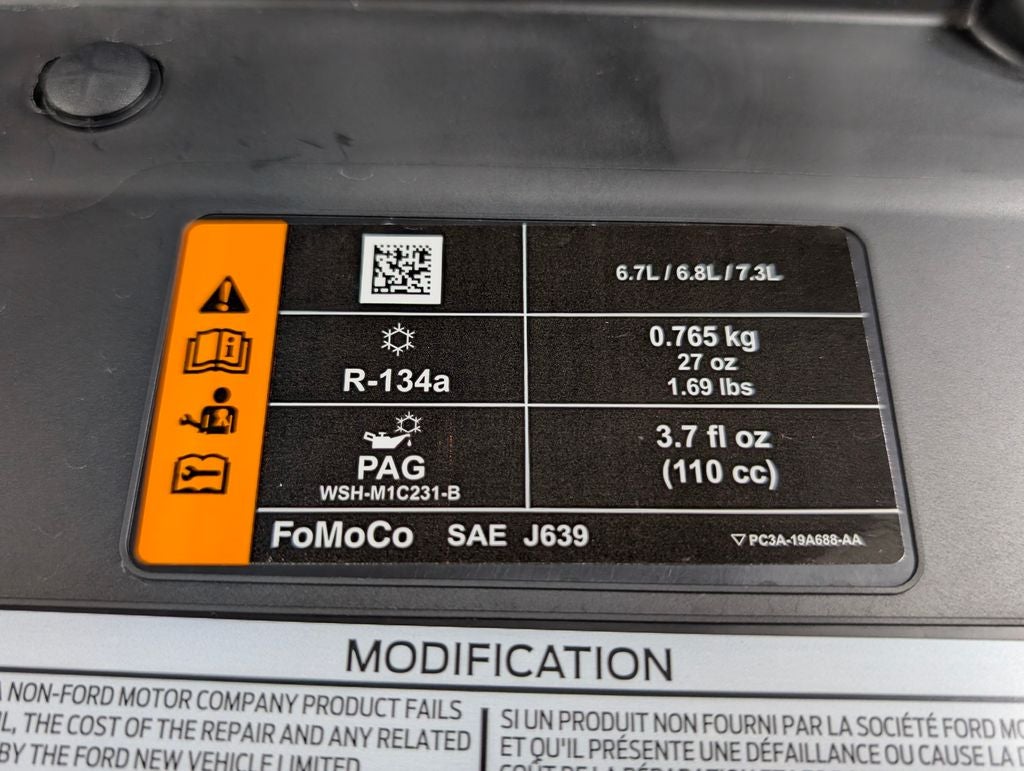 6.7L / 6.8L / 7.3L
R-134a
0.765 kg
27 oz
1.69 lbs
PAG
WSH-M1C231-B
3.7 fl oz
(110 cc)
FoMoCo SAE J639
PC3A-19A688-AA
MODIFICATION
A NON-FORD MOTOR COMPANY PRODUCT FAILS
THE COST OF THE REPAIR AND ANY RELATED
BY THE FORD NEW VEHICLE LIMITED
SI UN PRODUIT NON FOURNI PAR LA SOCIÉTÉ FORD
ET QU'IL PRÉSENTE UNE DÉFAILLANCE OU CAUSE LA